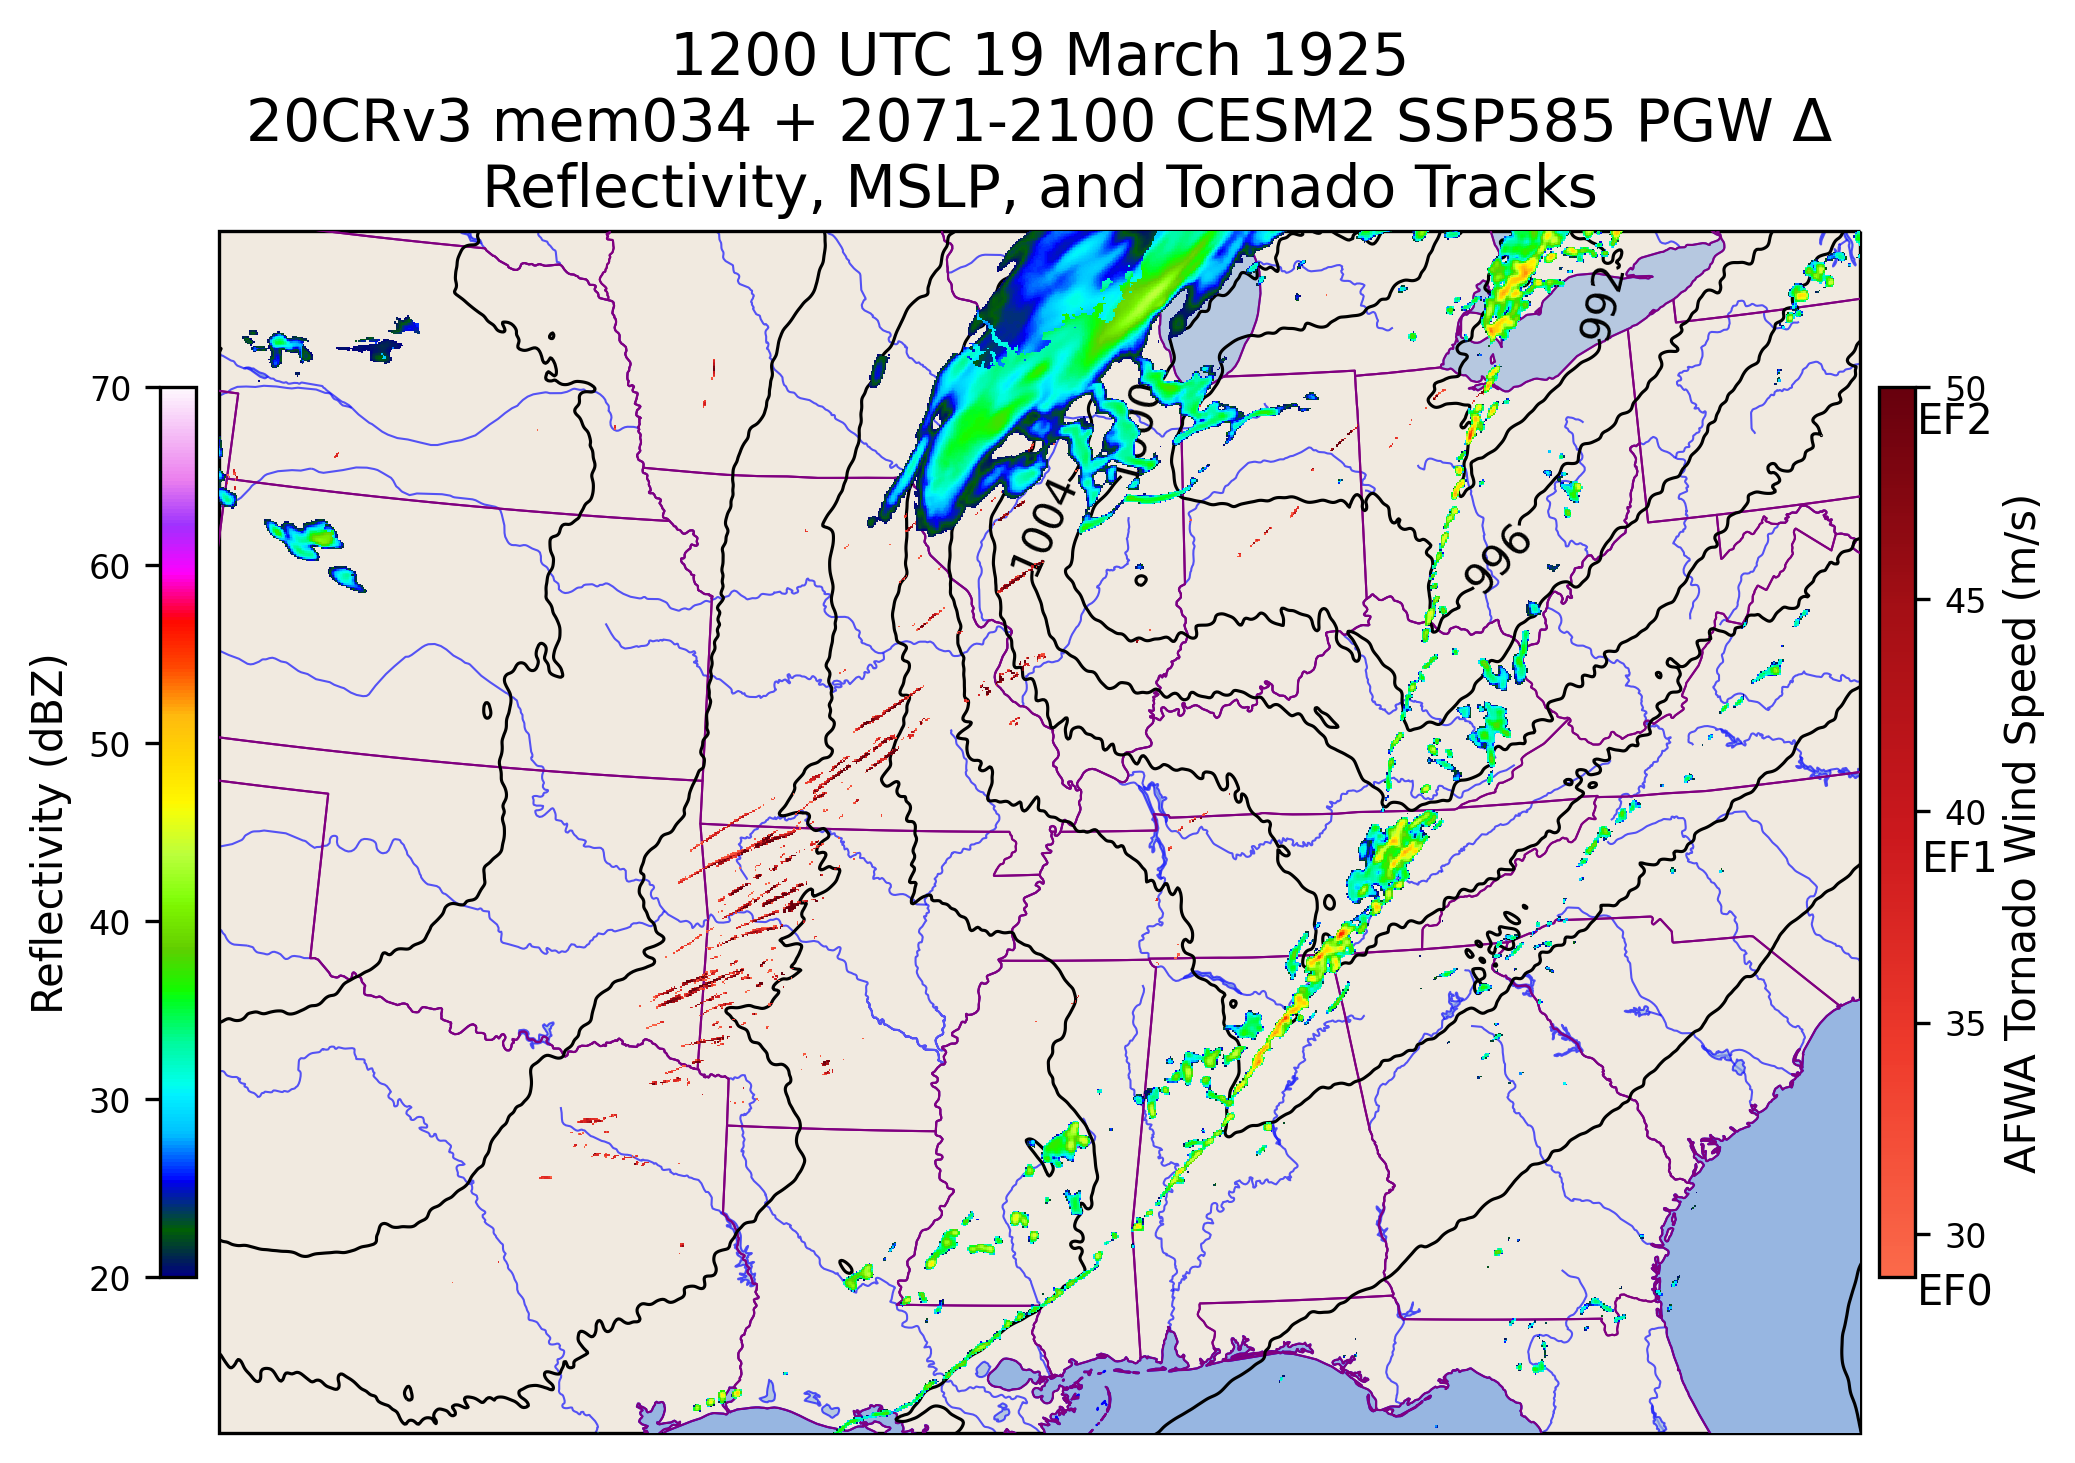 1200 UTC 19 March 1925
20CRv3 mem034 + 2071-2100 CESM2 SSP585 PGW Δ
Reflectivity, MSLP, and Tornado Tracks
992
1004
996
70
60
50
40
30
20
Reflectivity (dBZ)
50
EF2
45
40
EF1
35
30
EF0
AFWA Tornado Wind Speed (m/s)